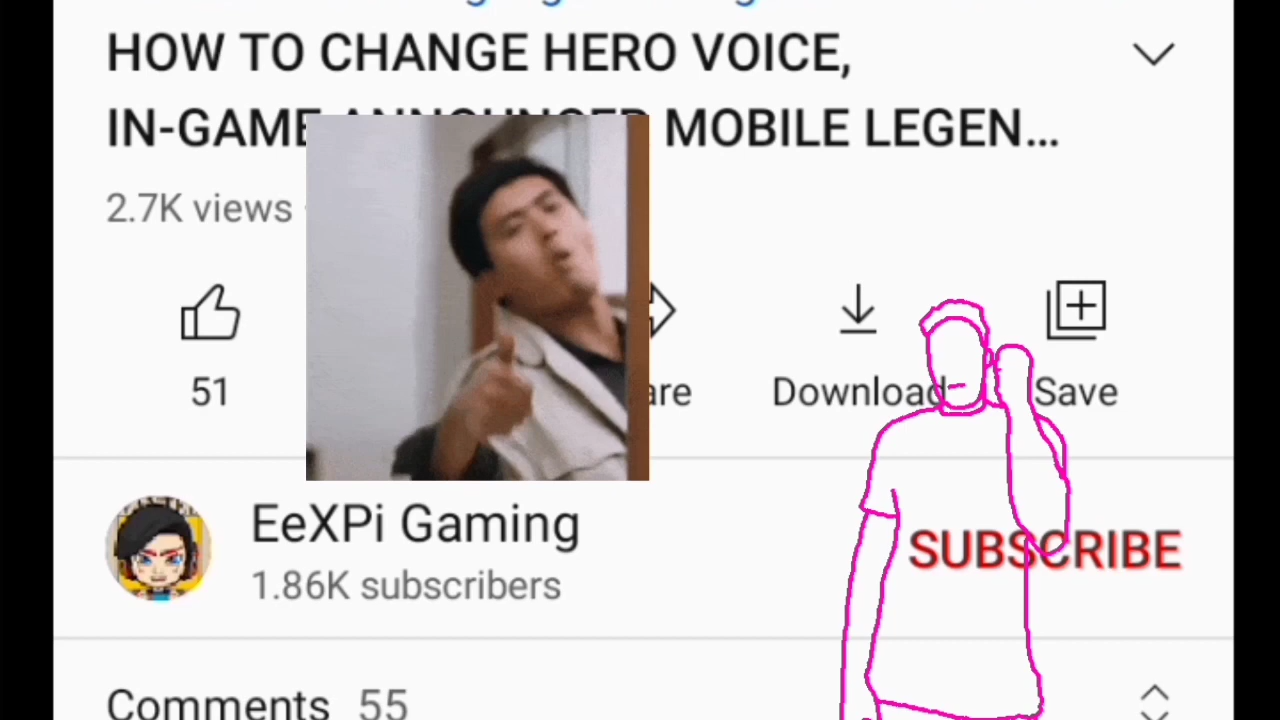 HOW TO CHANGE HERO VOICE,
IN-GAME ANNOUNCER MOBILE LEGEN...
2.7K views
51
Download
Save
EeXPi Gaming
1.86K subscribers
SUBSCRIBE
Comments 55